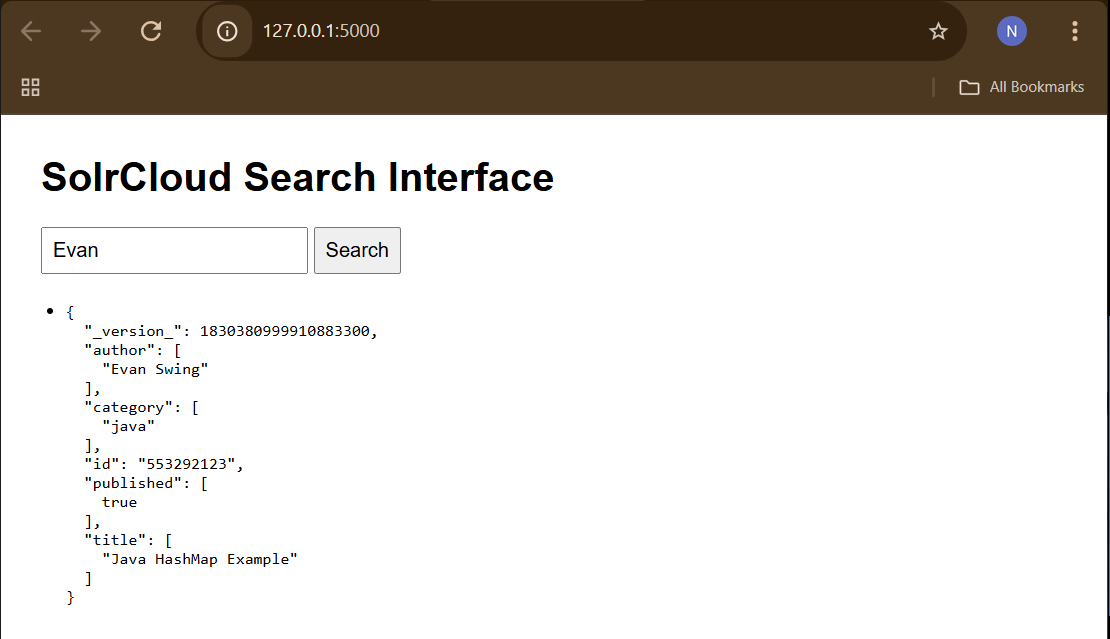 127.0.0.1:5000
N
All Bookmarks
SolrCloud Search Interface
Evan
Search
{
"_version_": 1830380999910883300,
"author": [
"Evan Swing"
],
"category": [
"java"
],
"id": "553292123",
"published": [
true
],
"title": [
"Java HashMap Example"
]
}